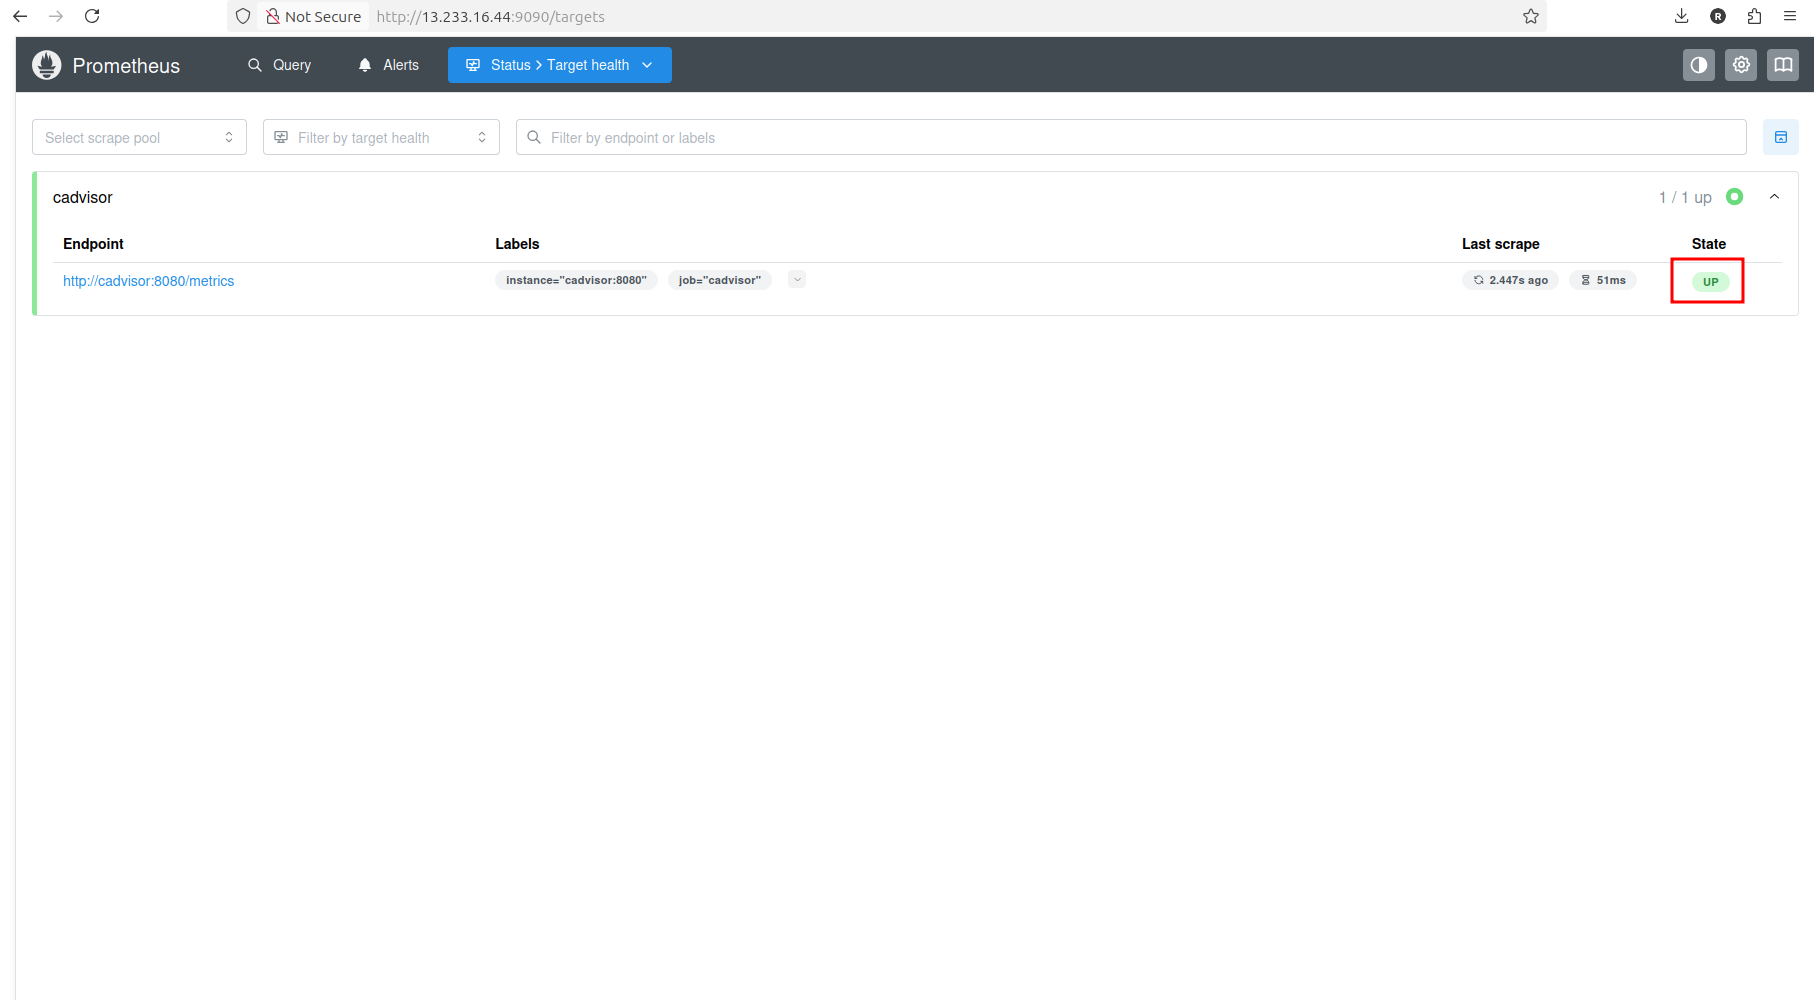 Not Secure http://13.233.16.44:9090/targets
R
Prometheus Query Alerts Status > Target health
Select scrape pool Filter by target health Filter by endpoint or labels
cadvisor 1 / 1 up
Endpoint Labels Last scrape State
http://cadvisor:8080/metrics instance="cadvisor:8080" job="cadvisor" 2.447s ago 51ms UP